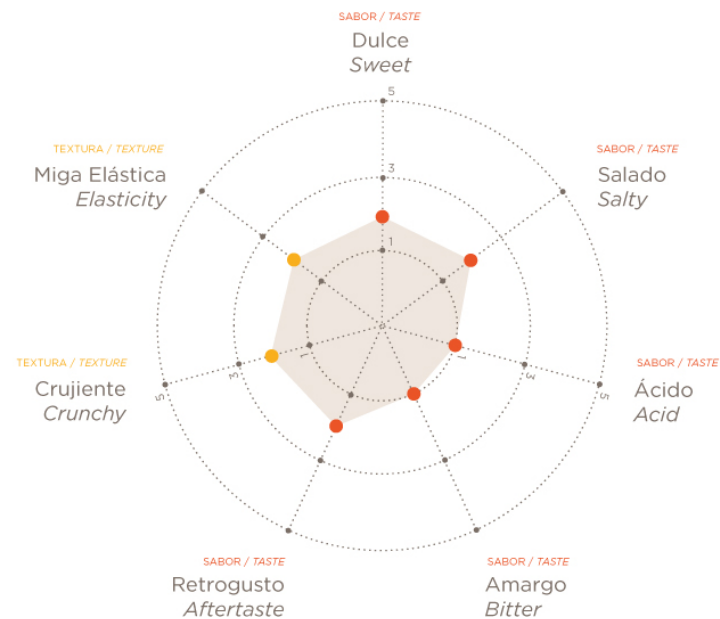 SABOR / TASTE
Dulce
Sweet
5
3
1
SABOR / TASTE
Salado
Salty
SABOR / TASTE
Ácido
Acid
1
3
5
SABOR / TASTE
Amargo
Bitter
SABOR / TASTE
Retrogusto
Aftertaste
TEXTURA / TEXTURE
Crujiente
Crunchy
5
3
1
TEXTURA / TEXTURE
Miga Elástica
Elasticity
0